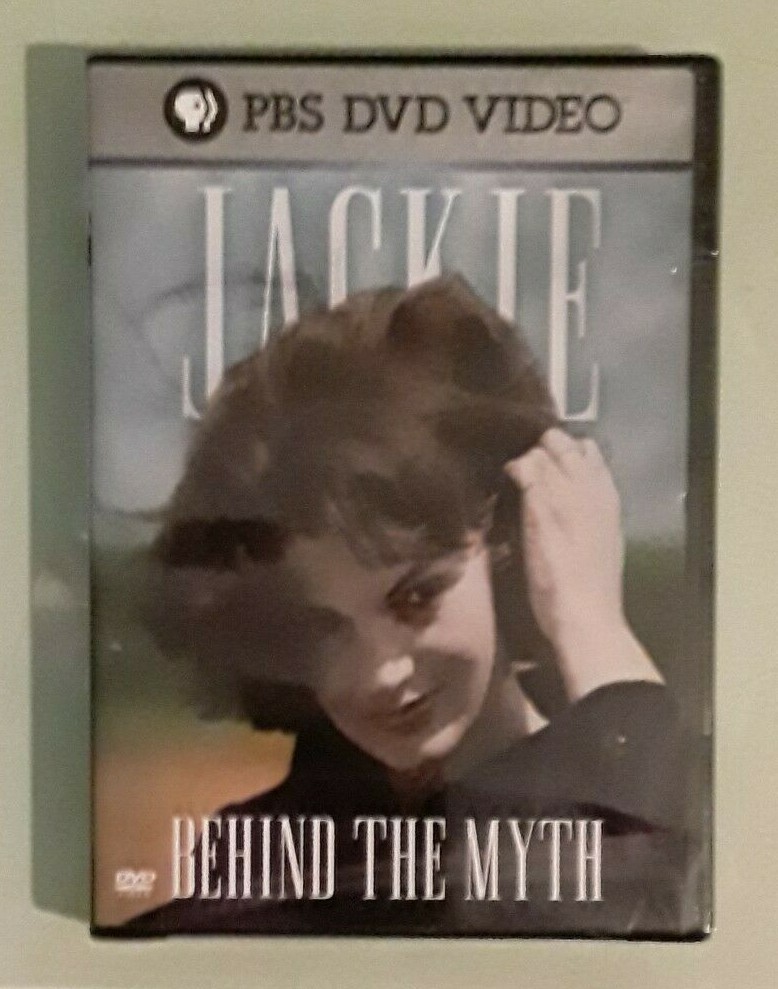 PBS DVD VIDEO
JACKIE
BEHIND THE MYTH
DVD